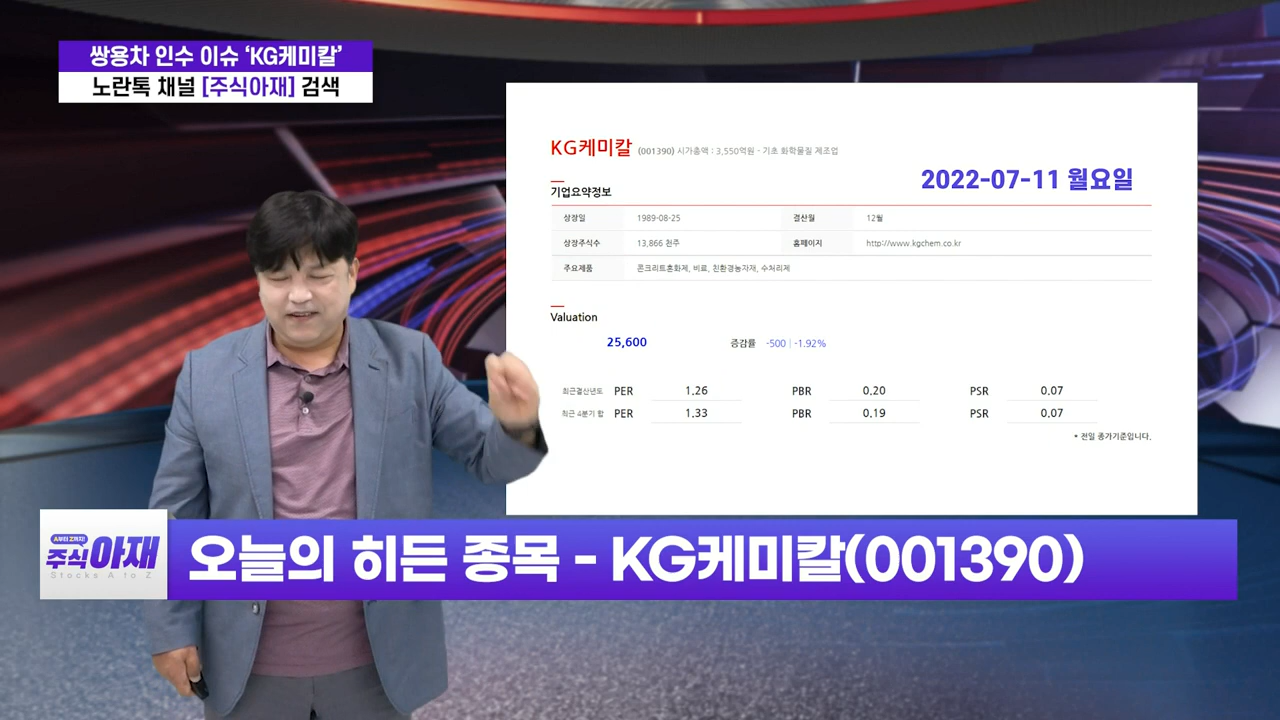 쌍용차 인수 이슈 ‘KG케미칼’
노란톡 채널 [주식아재] 검색
KG케미칼 (001390) 시가총액 : 3,550억원 - 기초 화학물질 제조업
2022-07-11 월요일
기업요약정보
상장일 1989-08-25 결산월 12월
상장주식수 13,866 천주 홈페이지 http://www.kgchem.co.kr
주요제품 콘크리트혼화제, 비료, 친환경농자재, 수처리제
Valuation
25,600 증감률 -500 | -1.92%
최근결산년도 PER 1.26 PBR 0.20 PSR 0.07
최근 4분기 합 PER 1.33 PBR 0.19 PSR 0.07
* 전일 종가기준입니다.
A부터 Z까지!
주식아재
Stocks A to Z
오늘의 히든 종목 - KG케미칼(001390)